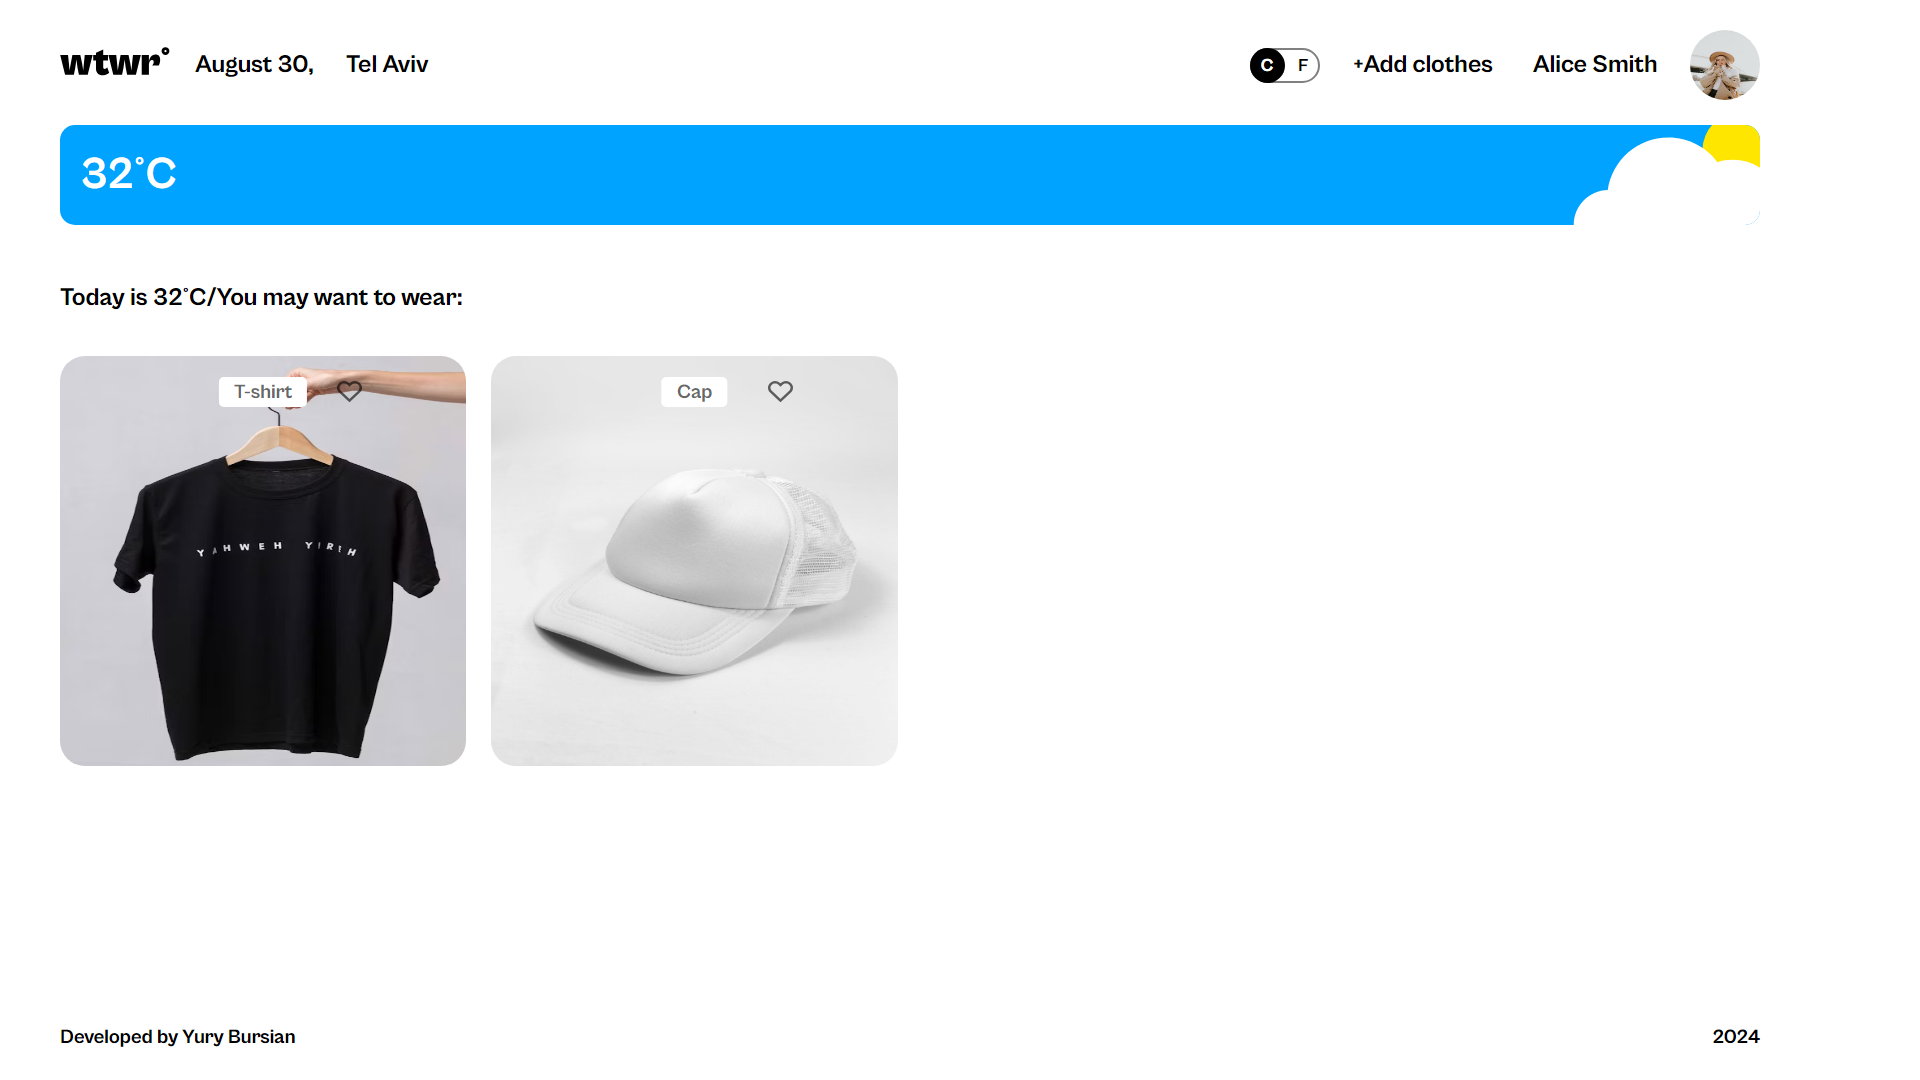 wtwr° August 30, Tel Aviv
C F +Add clothes Alice Smith
32°C
Today is 32°C/You may want to wear:
T-shirt
YAHWEH YIREH
Cap
Developed by Yury Bursian
2024